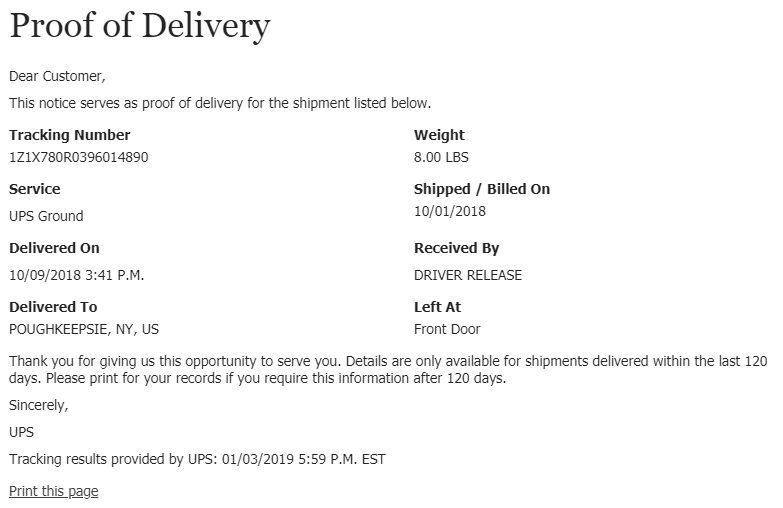 Proof of Delivery
Dear Customer,
This notice serves as proof of delivery for the shipment listed below.
Tracking Number
1Z1X780R0396014890
Weight
8.00 LBS
Service
UPS Ground
Shipped / Billed On
10/01/2018
Delivered On
10/09/2018 3:41 P.M.
Received By
DRIVER RELEASE
Delivered To
POUGHKEEPSIE, NY, US
Left At
Front Door
Thank you for giving us this opportunity to serve you. Details are only available for shipments delivered within the last 120
days. Please print for your records if you require this information after 120 days.
Sincerely,
UPS
Tracking results provided by UPS: 01/03/2019 5:59 P.M. EST
Print this page